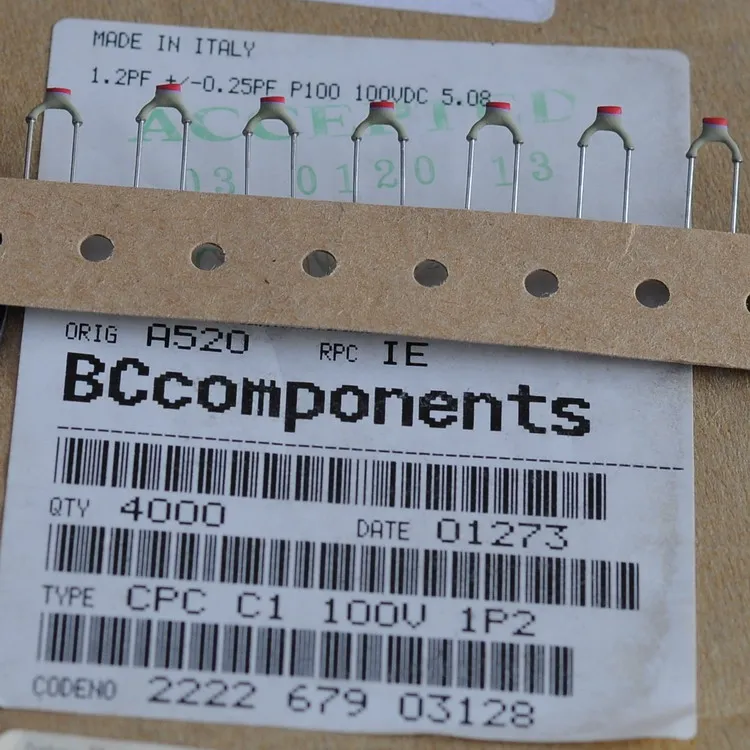 MADE IN ITALY
1.2PF +/-0.25PF P100 100VDC 5.08
ACCEPTED
03 0120 13
ORIG A520 RPC IE
BCcomponents
QTY 4000 DATE 01273
TYPE CPC C1 100V 1P2
CODENO 2222 679 03128